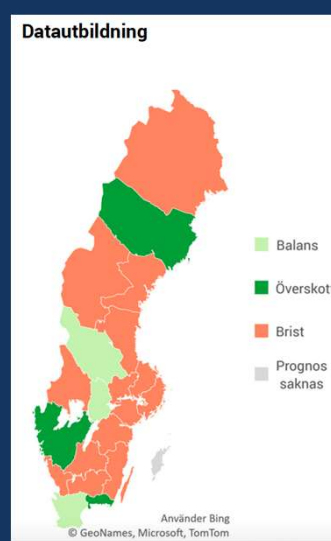 Datautbildning
Balans
Överskott
Brist
Prognos
saknas
Använder Bing
© GeoNames, Microsoft, TomTom